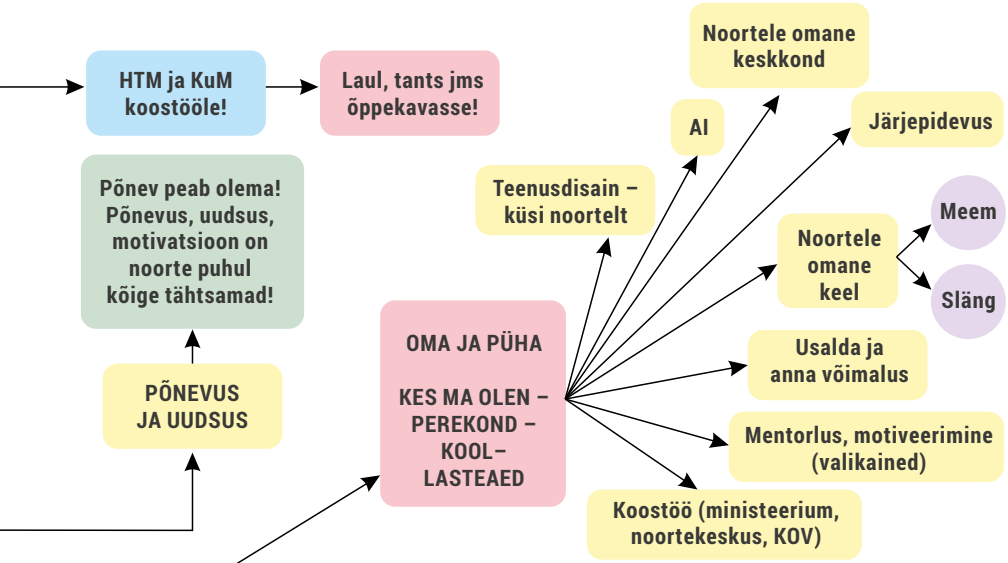 HTM ja KuM
koostööle!
Laul, tants jms
õppekavasse!
Põnev peab olema!
Põnevus, uudsus,
motivatsioon on
noorte puhul
kõige tähtsamad!
PÕNEVUS
JA UUDSUS
OMA JA PÜHA
KES MA OLEN –
PEREKOND –
KOOL–
LASTEAED
Teenusdisain –
küsi noortelt
AI
Noortele omane
keskkond
Järjepidevus
Noortele
omane
keel
Meem
Släng
Usalda ja
anna võimalus
Mentorlus, motiveerimine
(valikained)
Koostöö (ministeerium,
noortekeskus, KOV)